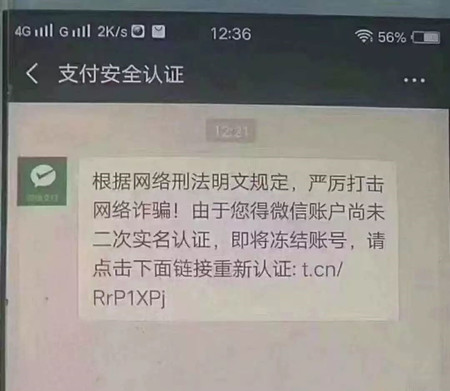 4G G 2K/s 12:36 56%
支付安全认证
12:21
根据网络刑法明文规定，严厉打击
网络诈骗！由于您得微信账户尚未
二次实名认证，即将冻结账号，请
点击下面链接重新认证: t.cn/
RrP1XPj